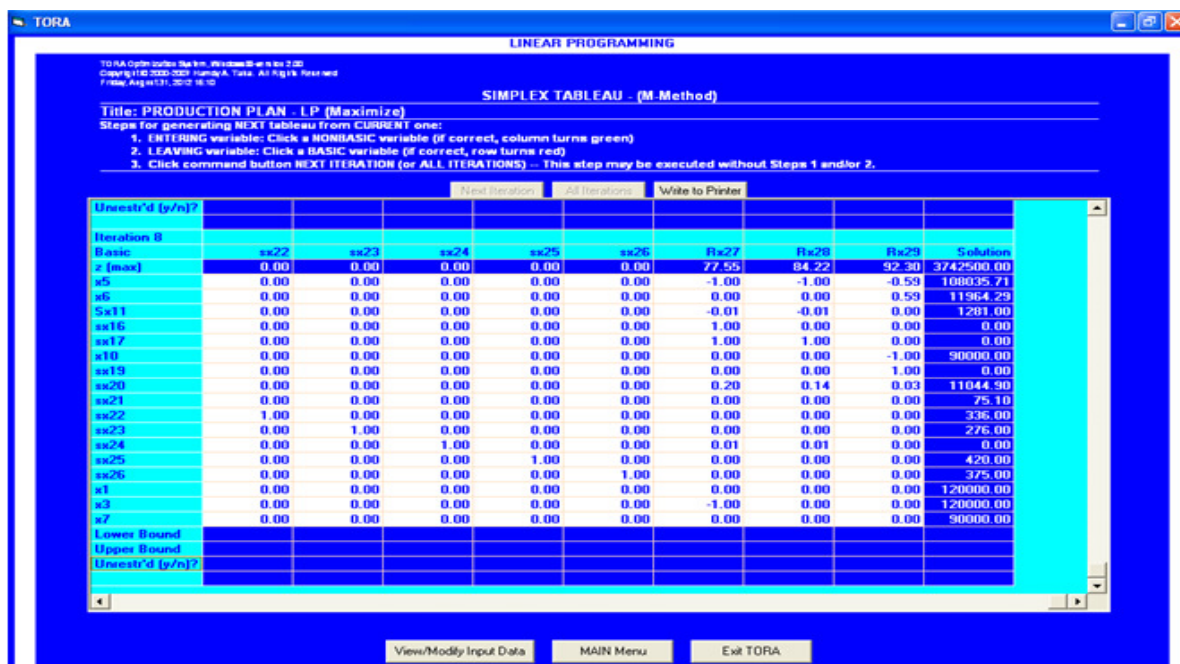 TORA
LINEAR PROGRAMMING
TORA Optimization System, Windows®-version 2.00
Copyright © 2000-2007 Hamdy A. Taha. All Rights Reserved
Friday, August 31, 2012 16:10
SIMPLEX TABLEAU - (M-Method)
Title: PRODUCTION PLAN - LP (Maximize)
Steps for generating NEXT tableau from CURRENT one:
1. ENTERING variable: Click a NONBASIC variable (if correct, column turns green)
2. LEAVING variable: Click a BASIC variable (if correct, row turns red)
3. Click command button NEXT ITERATION (or ALL ITERATIONS) -- This step may be executed without Steps 1 and/or 2.
Next Iteration All Iterations Write to Printer
Unrestr'd (y/n)?
Iteration 8
Basic sx22 sx23 sx24 sx25 sx26 Rx27 Rx28 Rx29 Solution
z (max) 0.00 0.00 0.00 0.00 0.00 77.55 84.22 92.30 3742500.00
x5 0.00 0.00 0.00 0.00 0.00 -1.00 -1.00 -0.59 108035.71
x6 0.00 0.00 0.00 0.00 0.00 0.00 0.00 0.59 11964.29
Sx11 0.00 0.00 0.00 0.00 0.00 -0.01 -0.01 0.00 1281.00
sx16 0.00 0.00 0.00 0.00 0.00 1.00 0.00 0.00 0.00
sx17 0.00 0.00 0.00 0.00 0.00 1.00 1.00 0.00 0.00
x10 0.00 0.00 0.00 0.00 0.00 0.00 0.00 -1.00 90000.00
sx19 0.00 0.00 0.00 0.00 0.00 0.00 0.00 1.00 0.00
sx20 0.00 0.00 0.00 0.00 0.00 0.20 0.14 0.03 11044.90
sx21 0.00 0.00 0.00 0.00 0.00 0.00 0.00 0.00 75.10
sx22 1.00 0.00 0.00 0.00 0.00 0.00 0.00 0.00 336.00
sx23 0.00 1.00 0.00 0.00 0.00 0.00 0.00 0.00 276.00
sx24 0.00 0.00 1.00 0.00 0.00 0.01 0.01 0.00 0.00
sx25 0.00 0.00 0.00 1.00 0.00 0.00 0.00 0.00 420.00
sx26 0.00 0.00 0.00 0.00 1.00 0.00 0.00 0.00 375.00
x1 0.00 0.00 0.00 0.00 0.00 0.00 0.00 0.00 120000.00
x3 0.00 0.00 0.00 0.00 0.00 -1.00 0.00 0.00 120000.00
x7 0.00 0.00 0.00 0.00 0.00 0.00 0.00 0.00 90000.00
Lower Bound
Upper Bound
Unrestr'd (y/n)?
View/Modify Input Data MAIN Menu Exit TORA